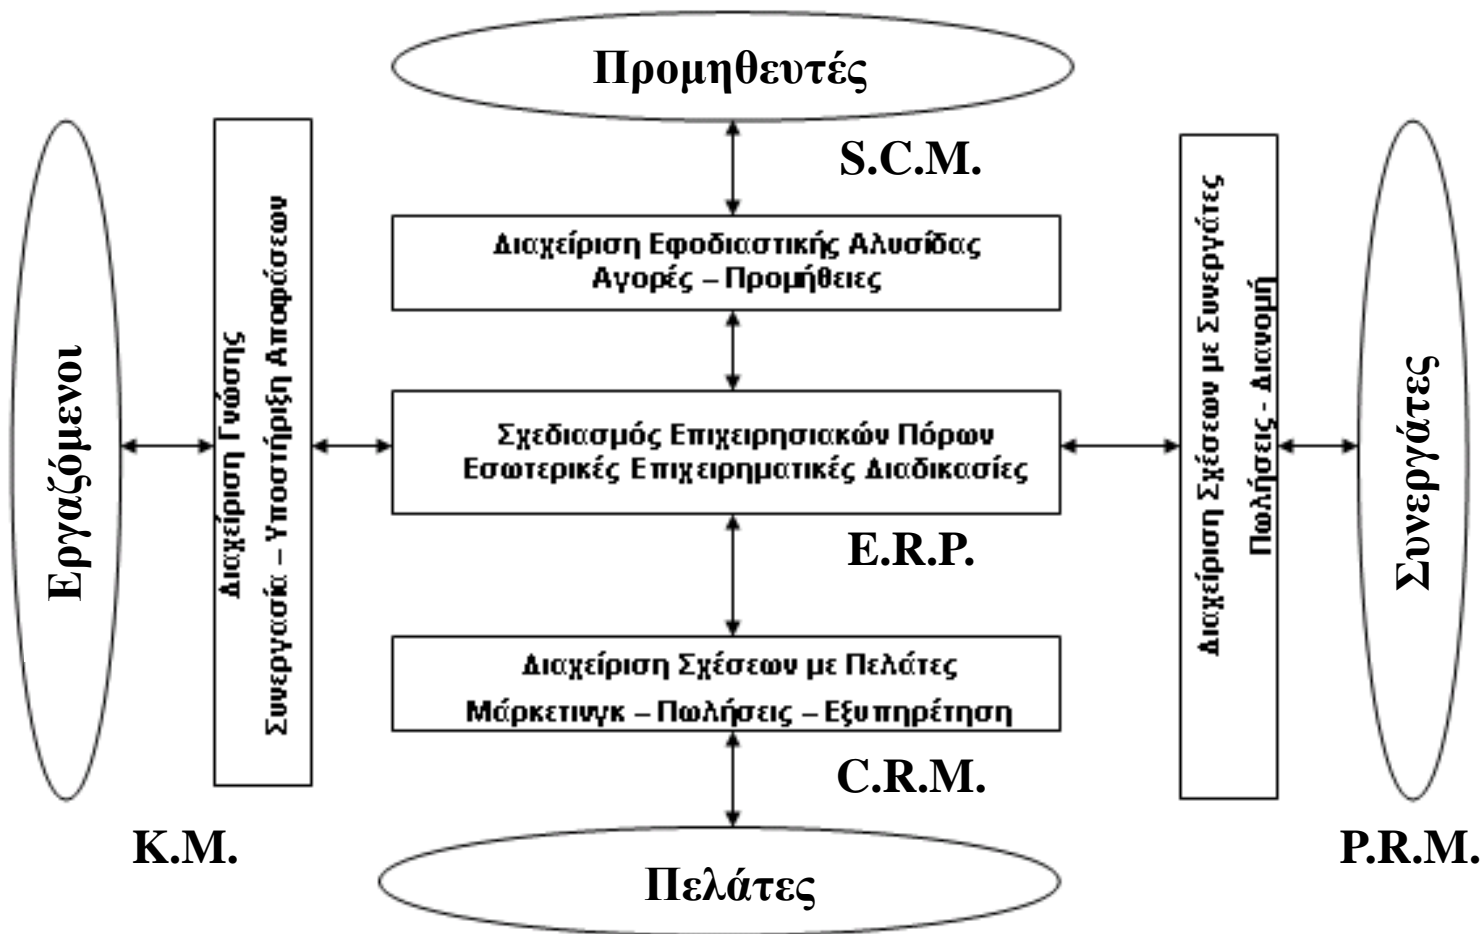 Προμηθευτές
S.C.M.
Διαχείριση Εφοδιαστικής Αλυσίδας
Αγορές – Προμήθειες
Εργαζόμενοι
Διαχείριση Γνώσης
Συνεργασία – Υποστήριξη Αποφάσεων
Σχεδιασμός Επιχειρησιακών Πόρων
Εσωτερικές Επιχειρηματικές Διαδικασίες
Διαχείριση Σχέσεων με Συνεργάτες
Πωλήσεις - Διανομή
Συνεργάτες
E.R.P.
Διαχείριση Σχέσεων με Πελάτες
Μάρκετινγκ – Πωλήσεις – Εξυπηρέτηση
C.R.M.
K.M.
P.R.M.
Πελάτες